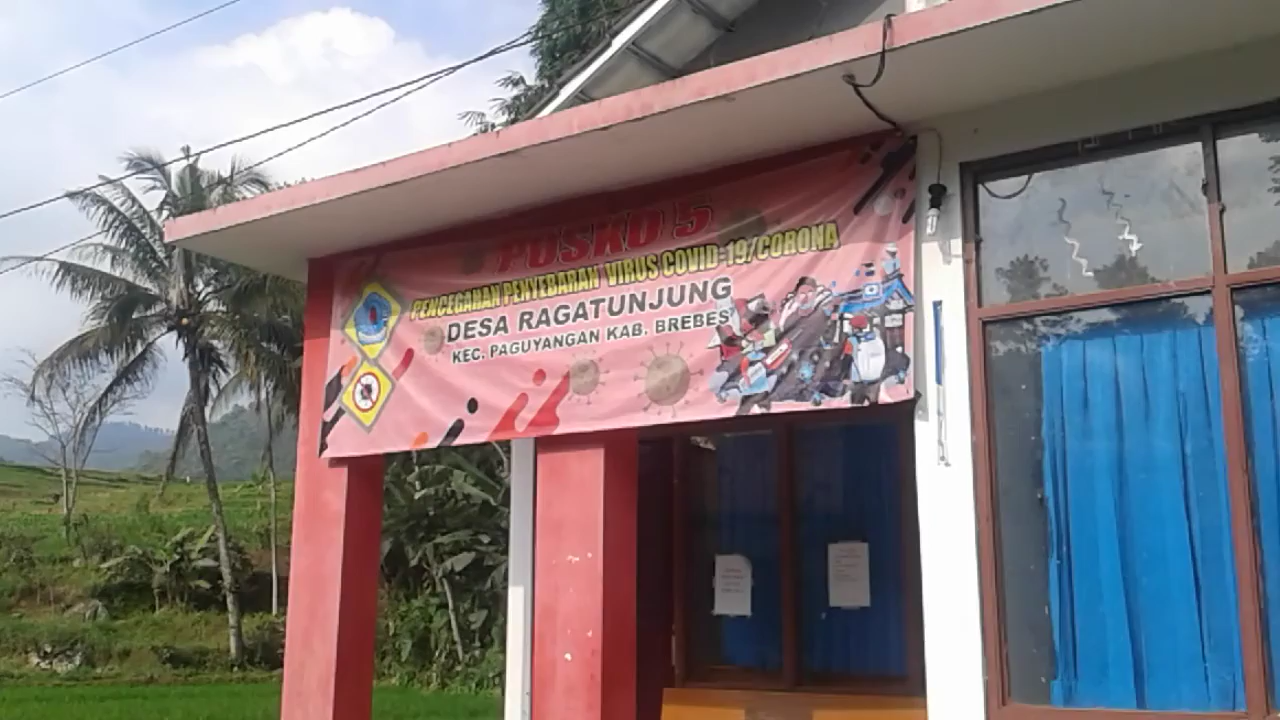 POSKO 5
PENCEGAHAN PENYEBARAN VIRUS COVID-19/CORONA
DESA RAGATUNJUNG
KEC. PAGUYANGAN KAB. BREBES